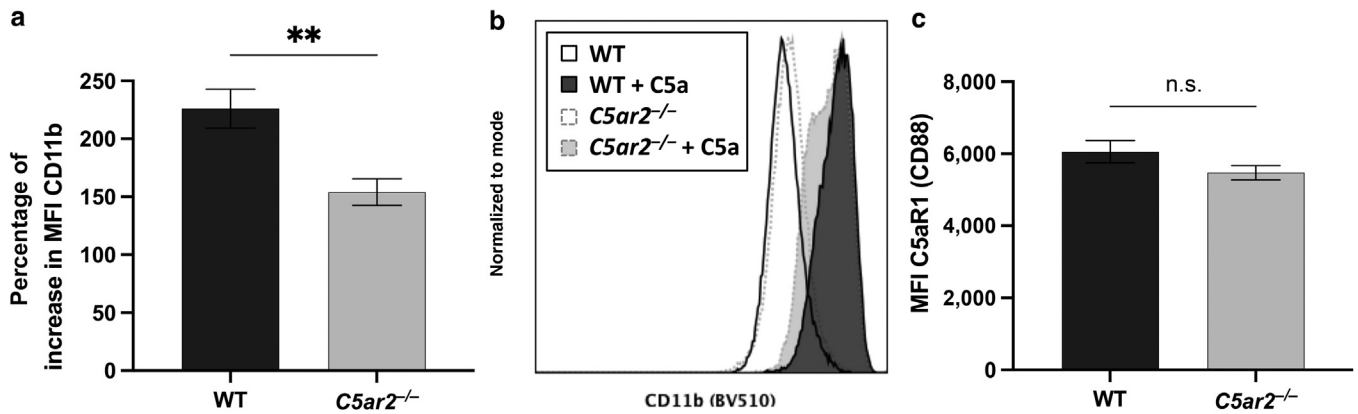 a
**
Percentage of
increase in MFI CD11b
250
200
150
100
50
0
WT
C5ar2–/–
b
WT
WT + C5a
C5ar2–/–
C5ar2–/– + C5a
Normalized to mode
CD11b (BV510)
c
n.s.
MFI C5aR1 (CD88)
8,000
6,000
4,000
2,000
0
WT
C5ar2–/–